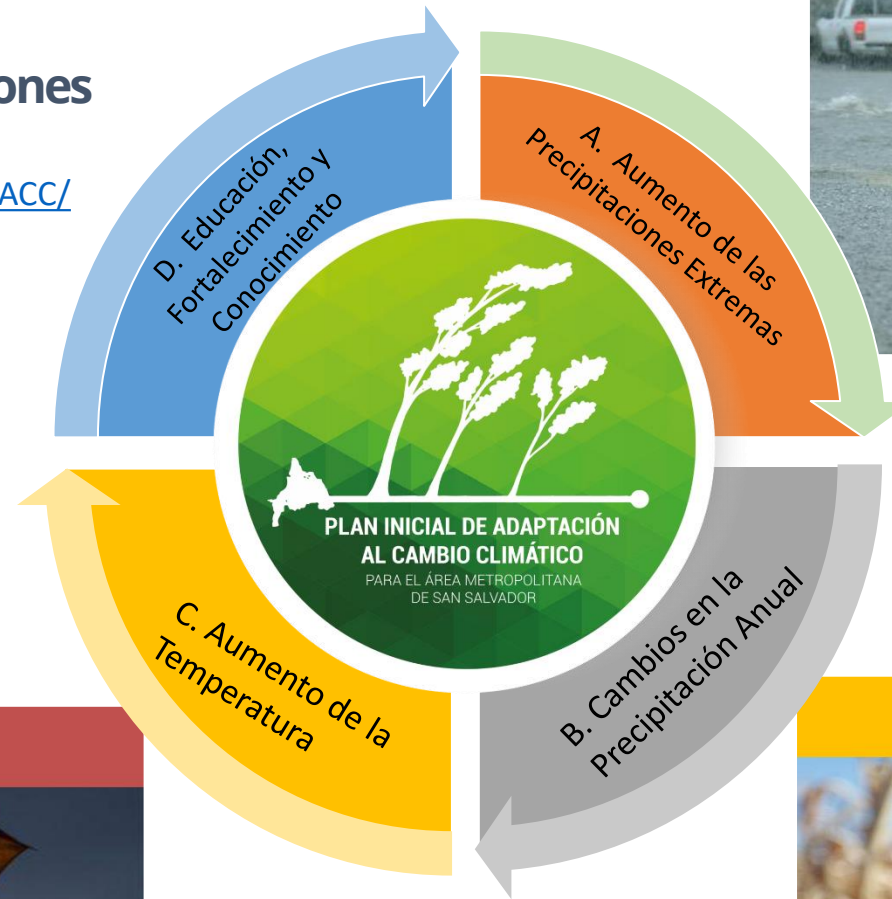 ones
ACC/
D. Educación,
Fortalecimiento y
Conocimiento
A. Aumento de las
Precipitaciones Extremas
PLAN INICIAL DE ADAPTACIÓN
AL CAMBIO CLIMÁTICO
PARA EL ÁREA METROPOLITANA
DE SAN SALVADOR
C. Aumento de la
Temperatura
B. Cambios en la
Precipitación Anual